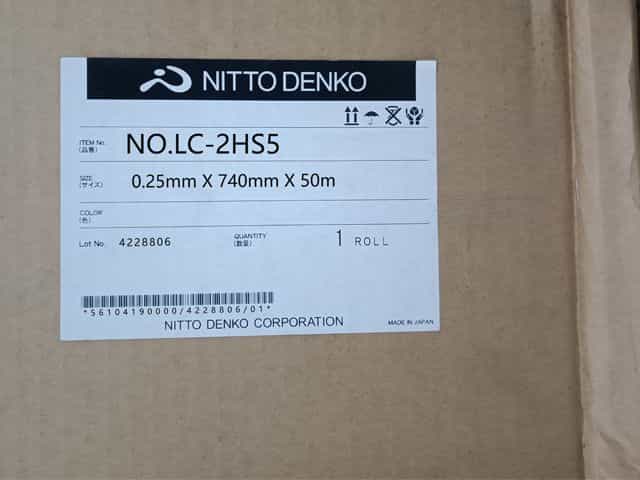 NITTO DENKO
ITEM No. NO.LC-2HS5
(品番)
SIZE 0.25mm X 740mm X 50m
(サイズ)
COLOR
(色)
Lot No. 4228806 QUANTITY 1 ROLL
(数量)
*S6104190000/4228806/01*
NITTO DENKO CORPORATION MADE IN JAPAN